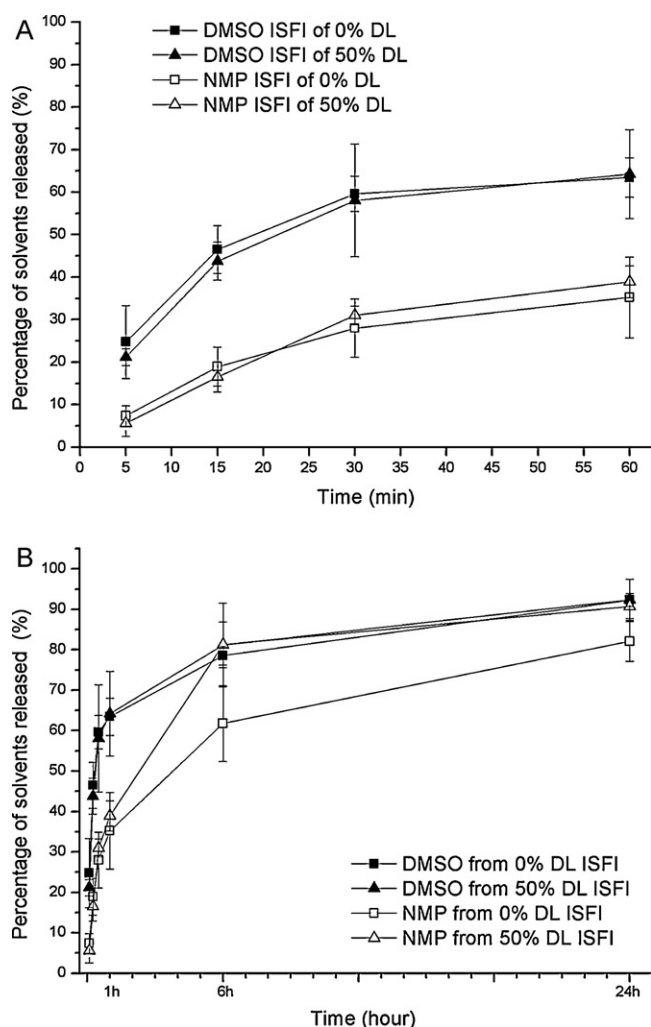 A
DMSO ISFI of 0% DL
DMSO ISFI of 50% DL
NMP ISFI of 0% DL
NMP ISFI of 50% DL
Percentage of solvents released (%)
100
90
80
70
60
50
40
30
20
10
0
0 5 10 15 20 25 30 35 40 45 50 55 60
Time (min)
B
Percentage of solvents released (%)
100
90
80
70
60
50
40
30
20
10
0
DMSO from 0% DL ISFI
DMSO from 50% DL ISFI
NMP from 0% DL ISFI
NMP from 50% DL ISFI
1h 6h 24h
Time (hour)